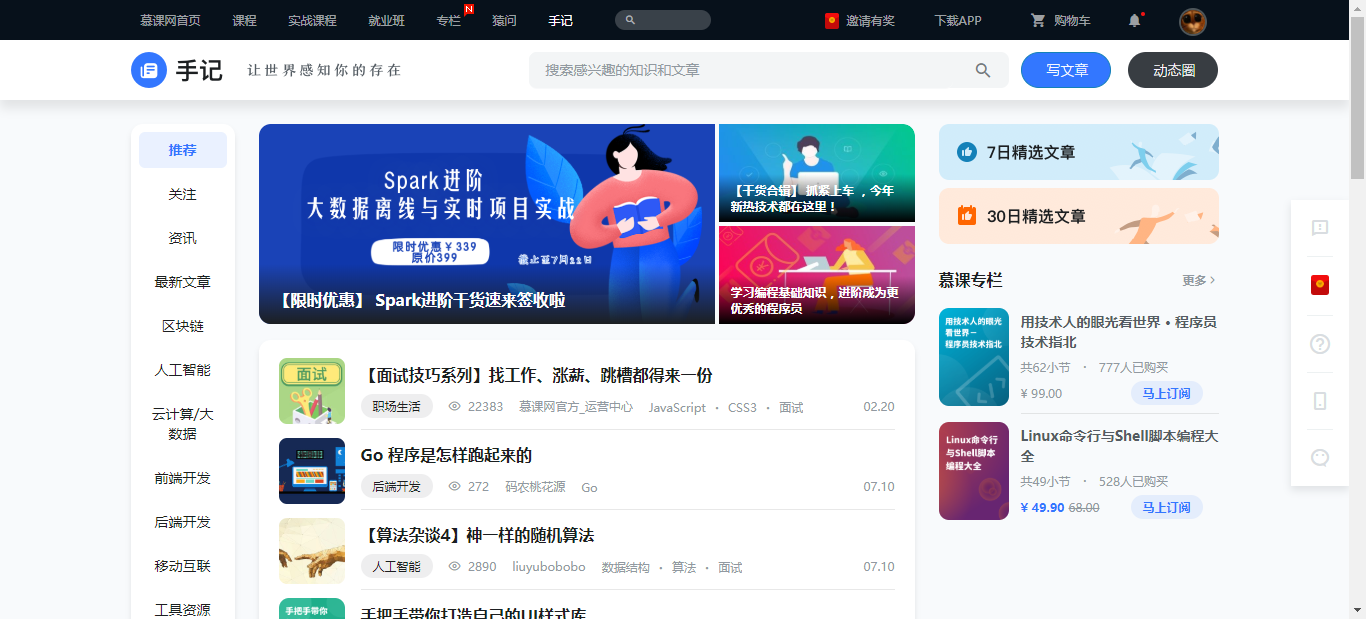 慕课网首页 课程 实战课程 就业班 专栏 N 猿问 手记 邀请有奖 下载APP 购物车
手记 让世界感知你的存在 搜索感兴趣的知识和文章 写文章 动态圈
推荐
关注
资讯
最新文章
区块链
人工智能
云计算/大
数据
前端开发
后端开发
移动互联
工具资源
Spark进阶
大数据离线与实时项目实战
限时优惠￥339
原价399
截止至7月22日
【限时优惠】 Spark进阶干货速来签收啦
【干货合辑】 抓紧上车 ，今年
新热技术都在这里！
学习编程基础知识，进阶成为更
优秀的程序员
面试
【面试技巧系列】找工作、涨薪、跳槽都得来一份
职场生活 22383 慕课网官方_运营中心 JavaScript · CSS3 · 面试 02.20
Go 程序是怎样跑起来的
后端开发 272 码农桃花源 Go 07.10
【算法杂谈4】神一样的随机算法
人工智能 2890 liuyubobobo 数据结构 · 算法 · 面试 07.10
手把手带你
手把手带你打造自己的UI样式库
7日精选文章
30日精选文章
慕课专栏 更多
用技术人的眼光
看世界－
程序员技术指北
用技术人的眼光看世界 • 程序员
技术指北
共62小节 · 777人已购买
¥ 99.00 马上订阅
Linux命令行
与Shell脚本
编程大全
Linux命令行与Shell脚本编程大
全
共49小节 · 528人已购买
¥ 49.90 68.00 马上订阅